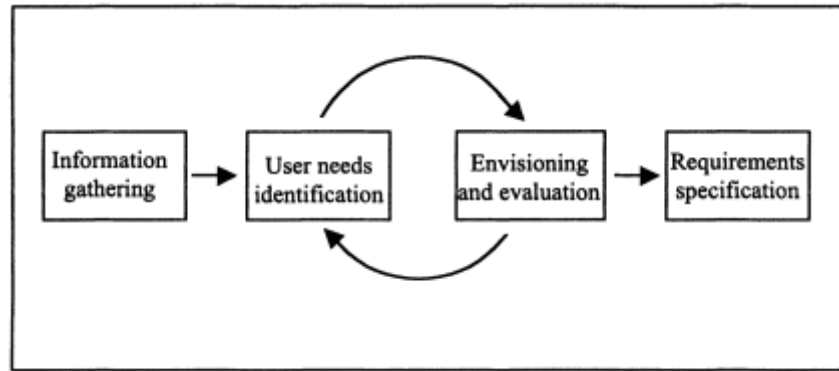 Information
gathering
User needs
identification
Envisioning
and evaluation
Requirements
specification